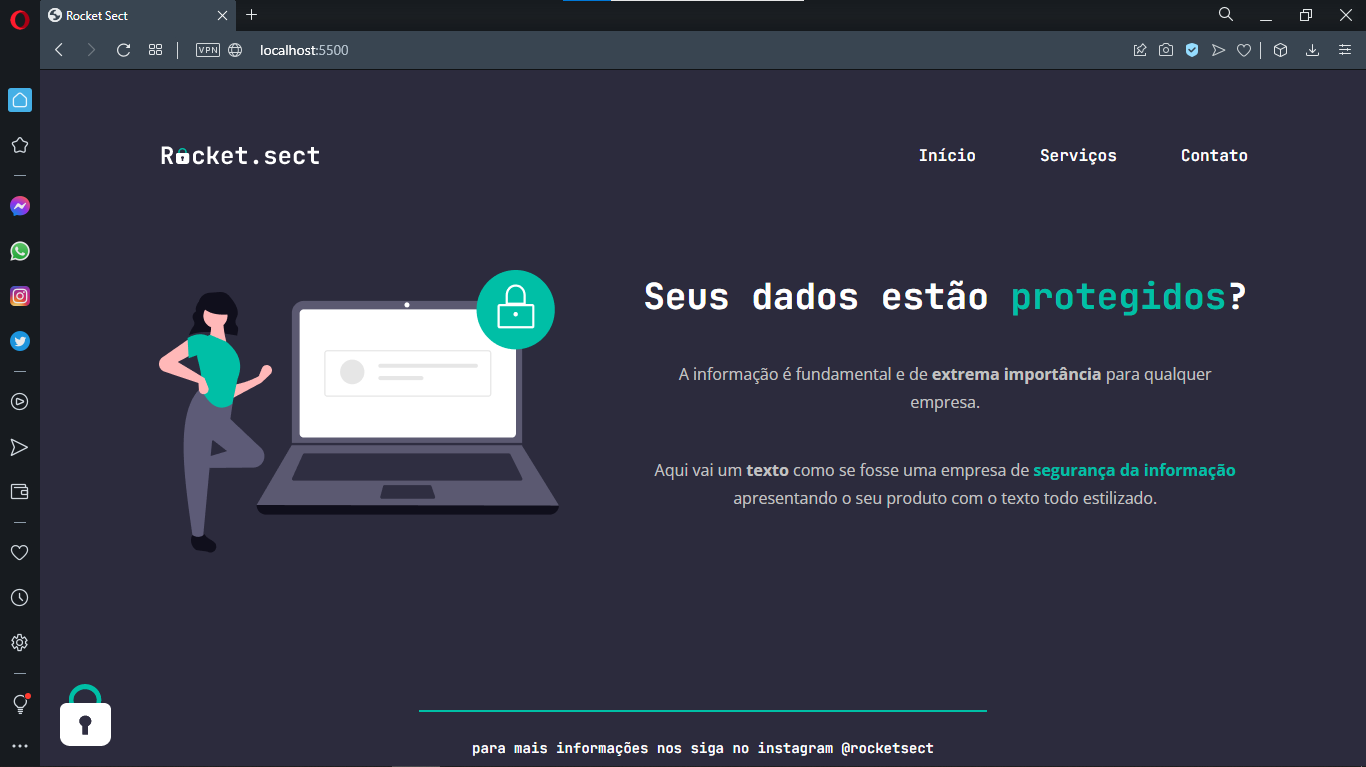 Rocket Sect
VPN
localhost:5500
Rocket.sect
Início
Serviços
Contato
Seus dados estão protegidos?
A informação é fundamental e de extrema importância para qualquer
empresa.
Aqui vai um texto como se fosse uma empresa de segurança da informação
apresentando o seu produto com o texto todo estilizado.
para mais informações nos siga no instagram @rocketsect